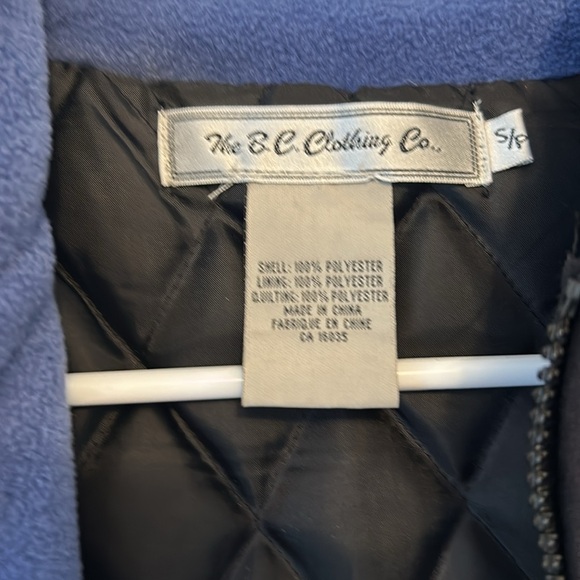 The B.C. Clothing Co.,
S/P
SHELL: 100% POLYESTER
LINING: 100% POLYESTER
QUILTING: 100% POLYESTER
MADE IN CHINA
FABRIQUE EN CHINE
CA 16035